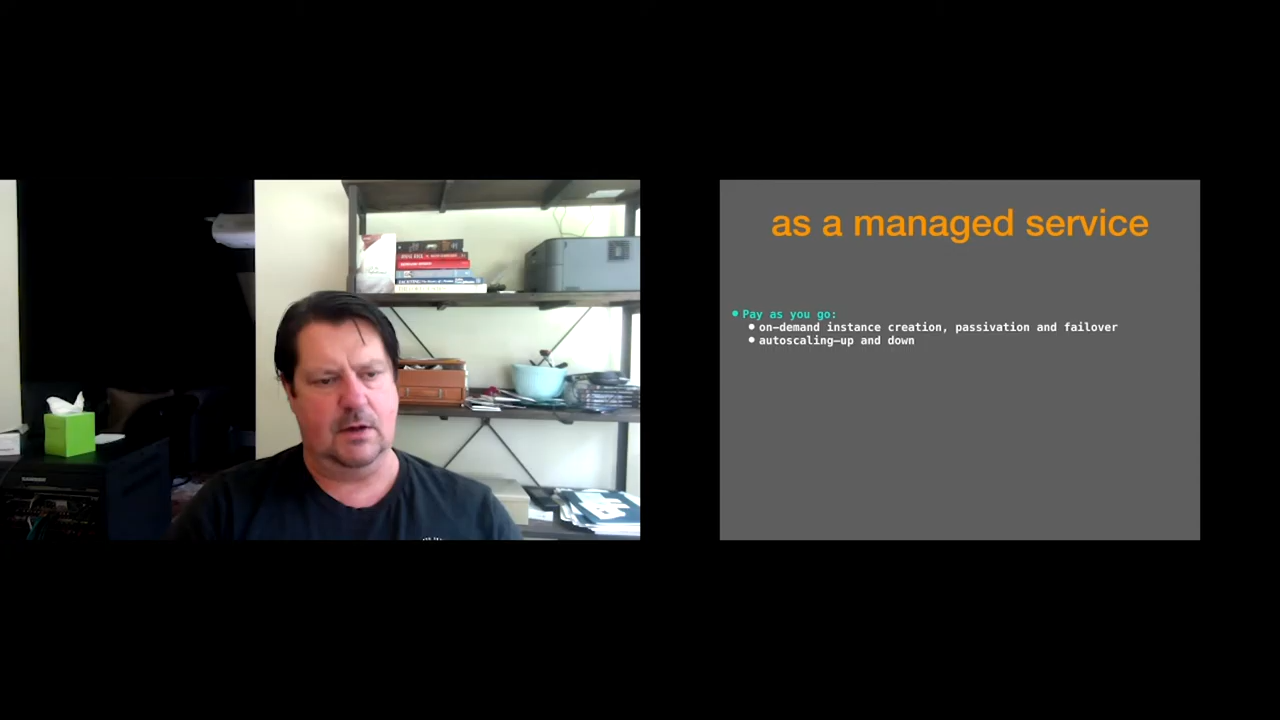 as a managed service
Pay as you go:
on-demand instance creation, passivation and failover
autoscaling-up and down